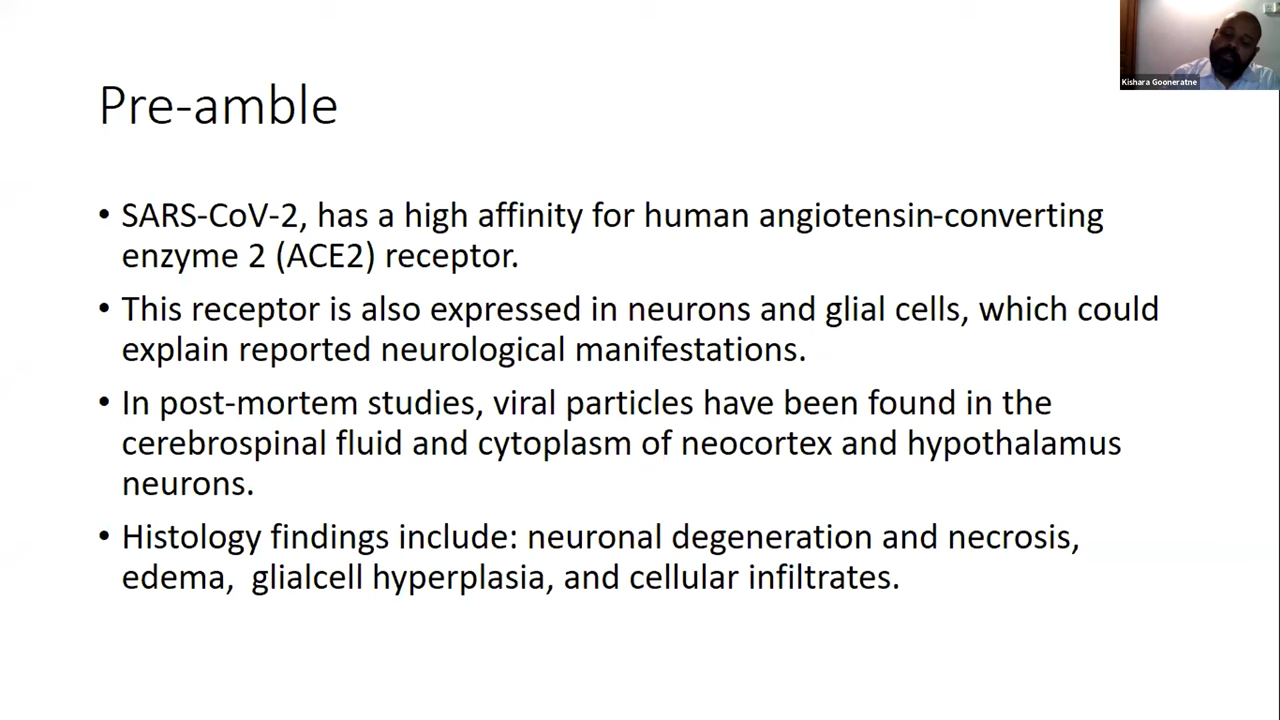 Kishara Gooneratne
Pre-amble
• SARS-CoV-2, has a high affinity for human angiotensin-converting
enzyme 2 (ACE2) receptor.
• This receptor is also expressed in neurons and glial cells, which could
explain reported neurological manifestations.
• In post-mortem studies, viral particles have been found in the
cerebrospinal fluid and cytoplasm of neocortex and hypothalamus
neurons.
• Histology findings include: neuronal degeneration and necrosis,
edema,  glialcell hyperplasia, and cellular infiltrates.